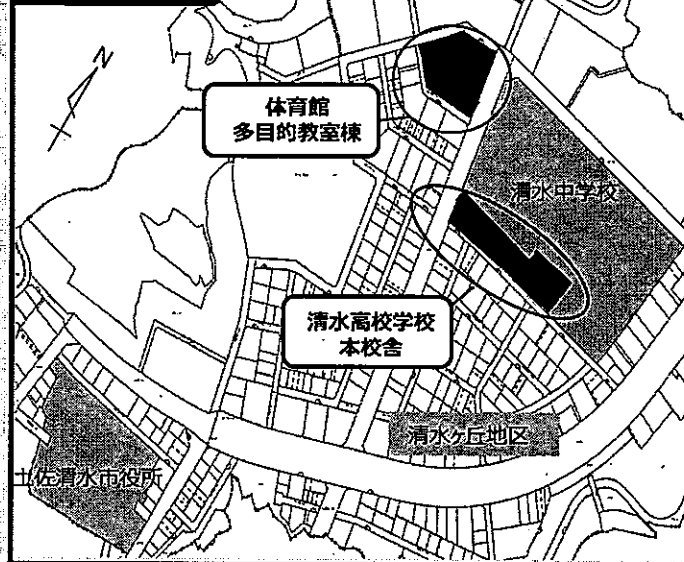 N
体育館
多目的教室棟
清水中学校
清水高校学校
本校舎
清水ヶ丘地区
土佐清水市役所